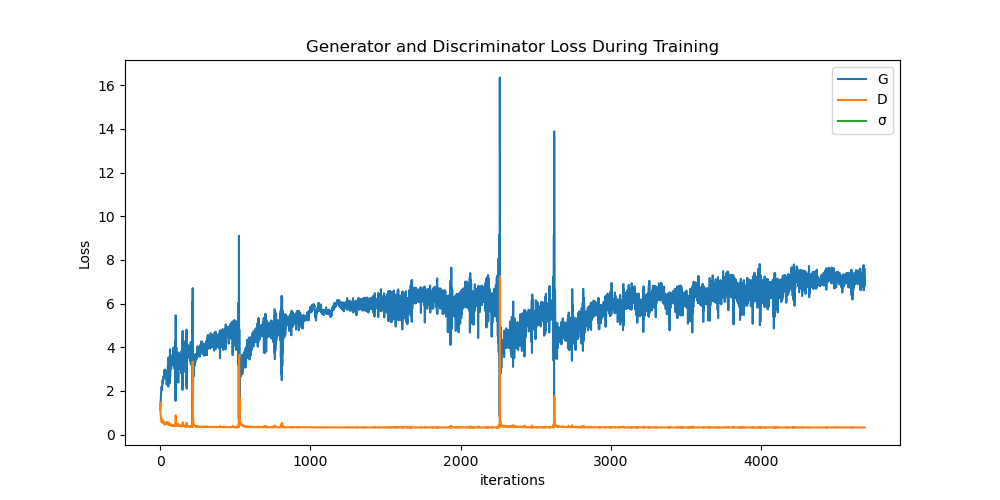 Generator and Discriminator Loss During Training
G
D
σ
Loss
16
14
12
10
8
6
4
2
0
0 1000 2000 3000 4000
iterations